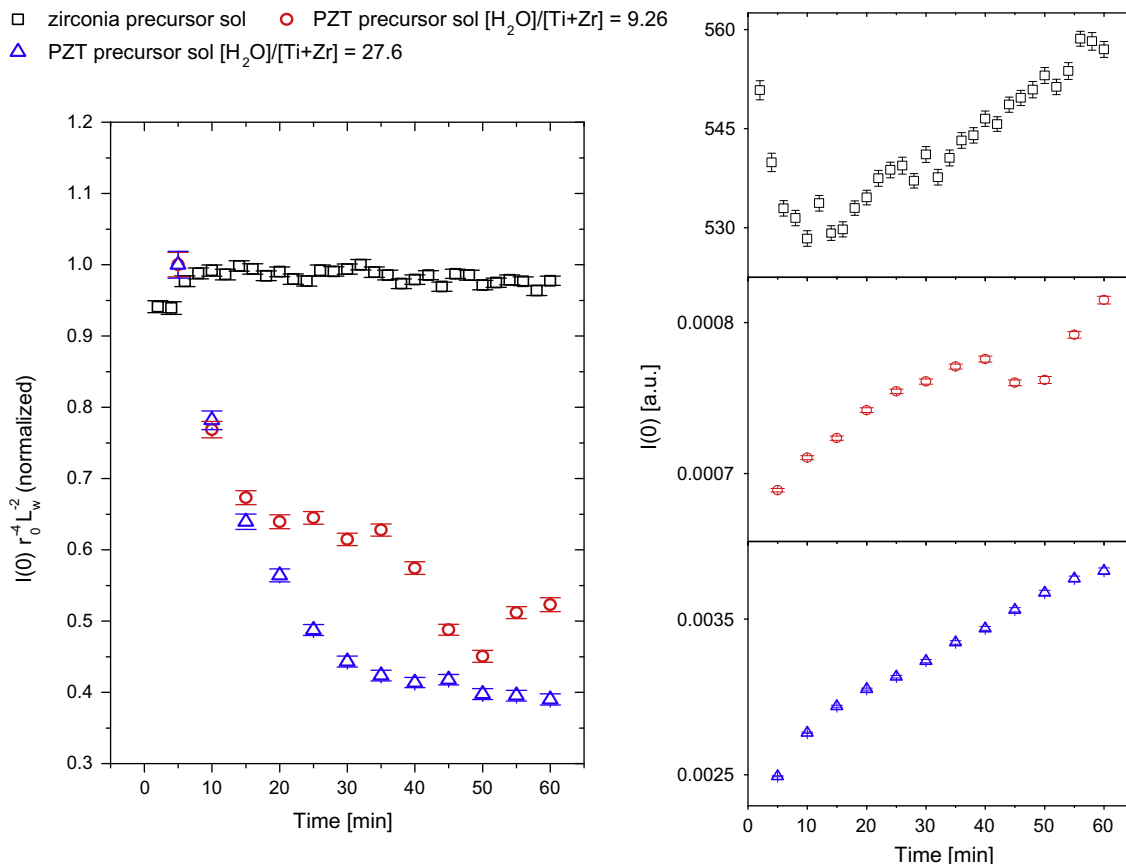 zirconia precursor sol
PZT precursor sol [H₂O]/[Ti+Zr] = 9.26
PZT precursor sol [H₂O]/[Ti+Zr] = 27.6
1.2
1.1
1.0
0.9
0.8
0.7
0.6
0.5
0.4
0.3
I(0) r₀⁻⁴ L_w⁻² (normalized)
0 10 20 30 40 50 60
Time [min]
560
545
530
0.0008
0.0007
0.0035
0.0025
I(0) [a.u.]
0 10 20 30 40 50 60
Time [min]